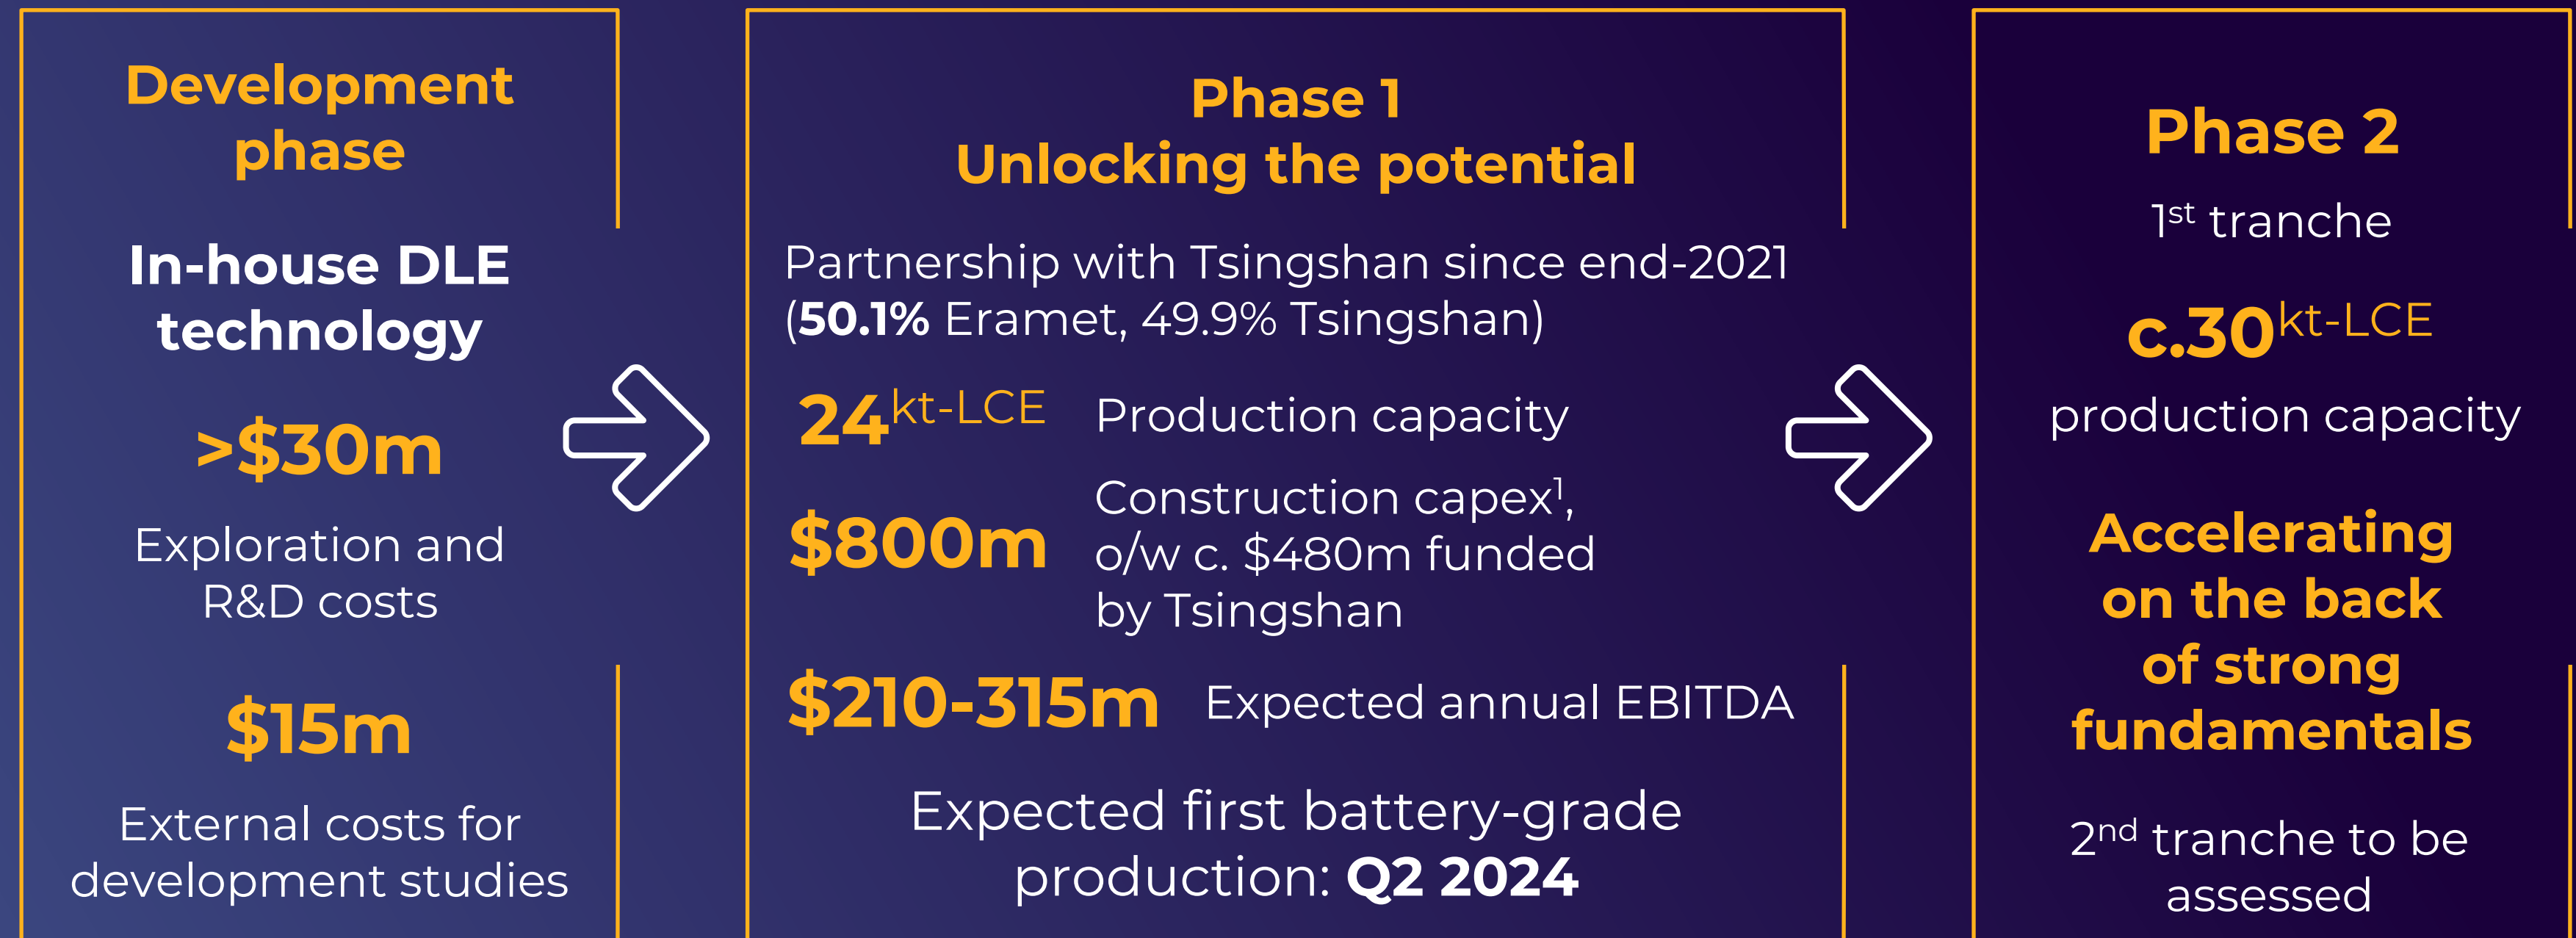 Development
phase
In-house DLE
technology
>$30m
Exploration and
R&D costs
$15m
External costs for
development studies
Phase 1
Unlocking the potential
Partnership with Tsingshan since end-2021
(50.1% Eramet, 49.9% Tsingshan)
24kt-LCE Production capacity
$800m Construction capex¹,
o/w c. $480m funded
by Tsingshan
$210-315m Expected annual EBITDA
Expected first battery-grade
production: Q2 2024
Phase 2
1st tranche
c.30kt-LCE
production capacity
Accelerating
on the back
of strong
fundamentals
2nd tranche to be
assessed